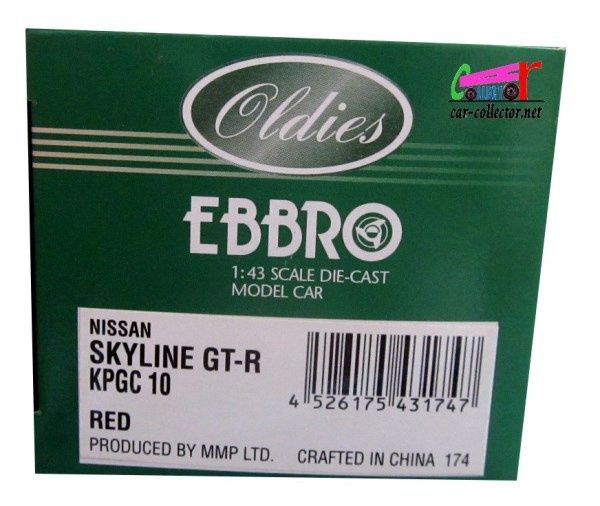 Oldies
COLLECTOR
car-collector.net
EBBRO
1:43 SCALE DIE-CAST
MODEL CAR
NISSAN
SKYLINE GT-R
KPGC 10
RED
PRODUCED BY MMP LTD.
4 526175 431747
CRAFTED IN CHINA 174